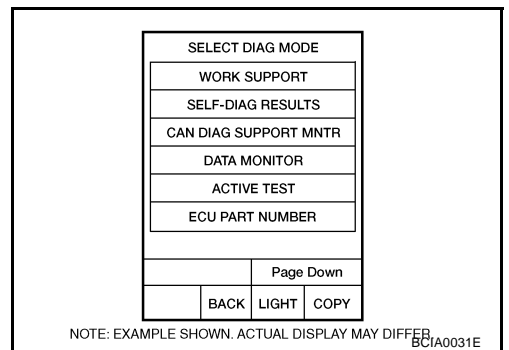 SELECT DIAG MODE
WORK SUPPORT
SELF-DIAG RESULTS
CAN DIAG SUPPORT MNTR
DATA MONITOR
ACTIVE TEST
ECU PART NUMBER
Page Down
BACK LIGHT COPY
NOTE: EXAMPLE SHOWN. ACTUAL DISPLAY MAY DIFFER.
BCIA0031E